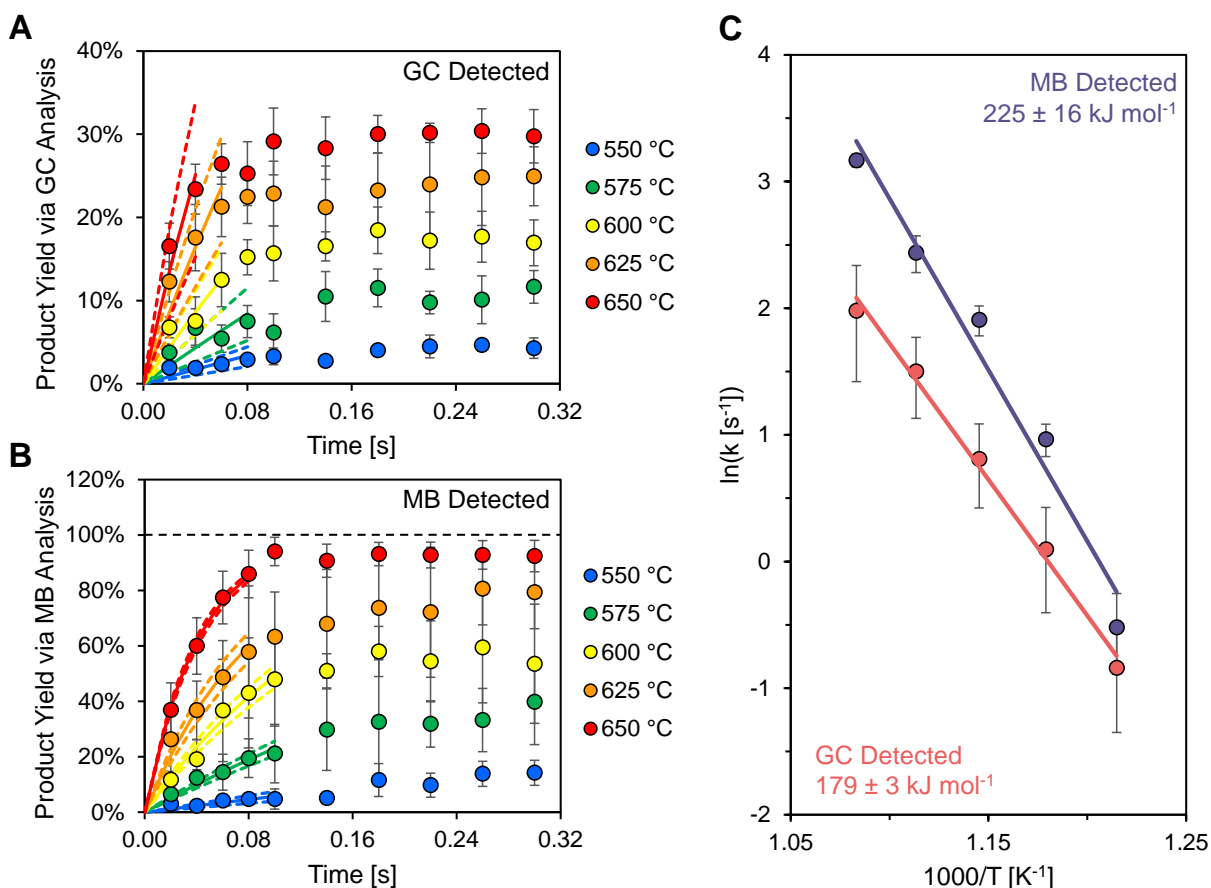 A
Product Yield via GC Analysis
40%
30%
20%
10%
0%
GC Detected
0.00 0.08 0.16 0.24 0.32
Time [s]
550 °C
575 °C
600 °C
625 °C
650 °C
B
Product Yield via MB Analysis
120%
100%
80%
60%
40%
20%
0%
MB Detected
0.00 0.08 0.16 0.24 0.32
Time [s]
550 °C
575 °C
600 °C
625 °C
650 °C
C
ln(k [s⁻¹])
4
3
2
1
0
-1
-2
MB Detected
225 ± 16 kJ mol⁻¹
GC Detected
179 ± 3 kJ mol⁻¹
1.05 1.15 1.25
1000/T [K⁻¹]